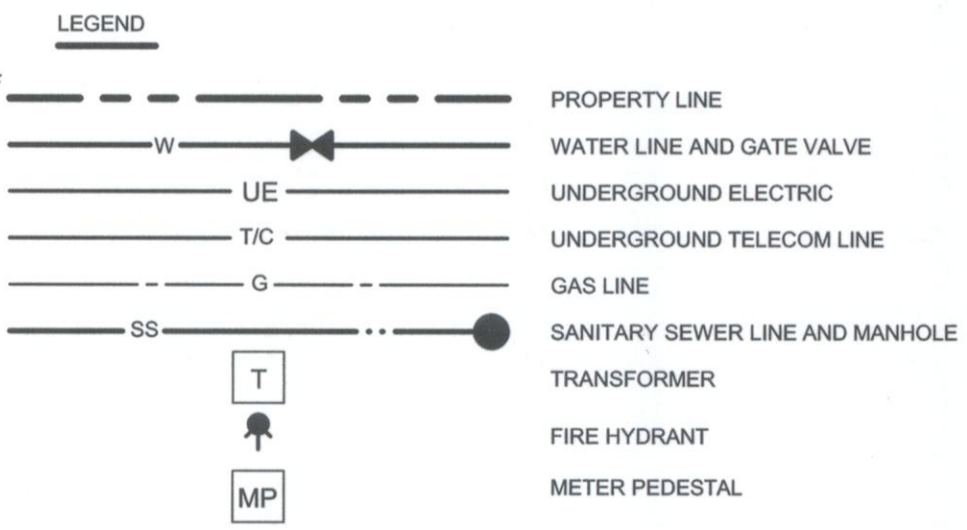 LEGEND
PROPERTY LINE
W WATER LINE AND GATE VALVE
UE UNDERGROUND ELECTRIC
T/C UNDERGROUND TELECOM LINE
G GAS LINE
SS SANITARY SEWER LINE AND MANHOLE
T TRANSFORMER
FIRE HYDRANT
MP METER PEDESTAL